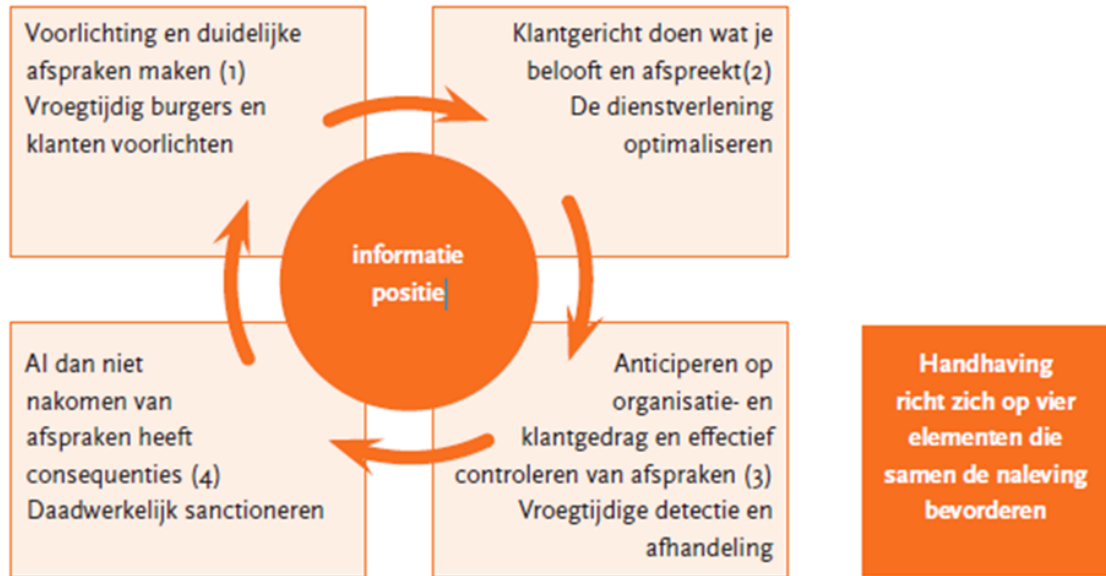 Voorlichting en duidelijke
afspraken maken (1)
Vroegtijdig burgers en
klanten voorlichten
Klantgericht doen wat je
belooft en afspreekt(2)
De dienstverlening
optimaliseren
informatie
positie
Al dan niet
nakomen van
afspraken heeft
consequenties (4)
Daadwerkelijk sanctioneren
Anticiperen op
organisatie- en
klantgedrag en effectief
controleren van afspraken (3)
Vroegtijdige detectie en
afhandeling
Handhaving
richt zich op vier
elementen die
samen de naleving
bevorderen